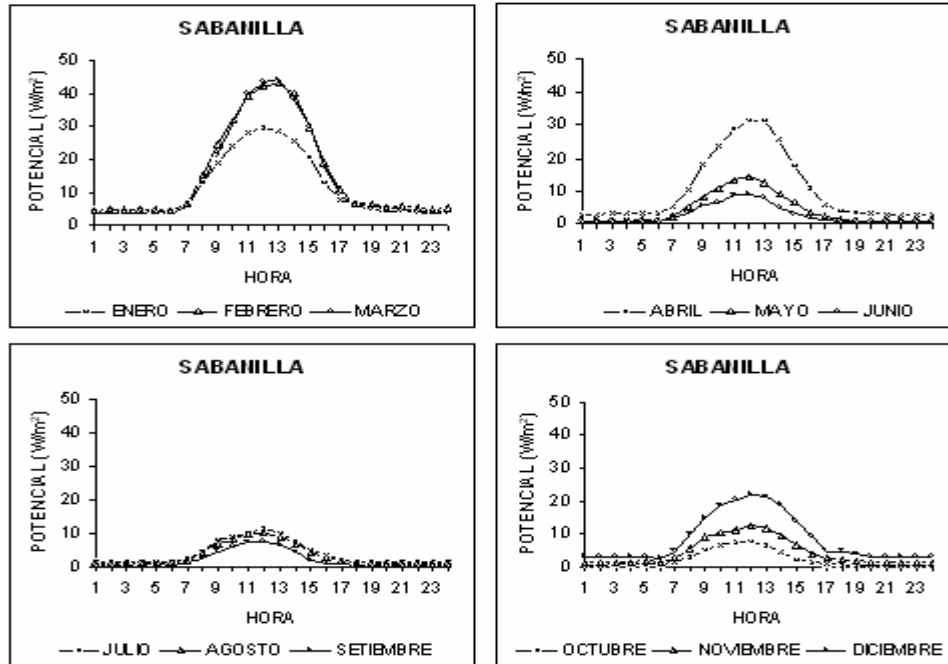 SABANILLA
POTENCIAL (W/m²)
50
40
30
20
10
0
1 3 5 7 9 11 13 15 17 19 21 23
HORA
ENERO FEBRERO MARZO
SABANILLA
POTENCIAL (W/m²)
50
40
30
20
10
0
1 3 5 7 9 11 13 15 17 19 21 23
HORA
ABRIL MAYO JUNIO
SABANILLA
POTENCIAL (W/m²)
50
40
30
20
10
0
1 3 5 7 9 11 13 15 17 19 21 23
HORA
JULIO AGOSTO SETIEMBRE
SABANILLA
POTENCIAL (W/m²)
50
40
30
20
10
0
1 3 5 7 9 11 13 15 17 19 21 23
HORA
OCTUBRE NOVIEMBRE DICIEMBRE